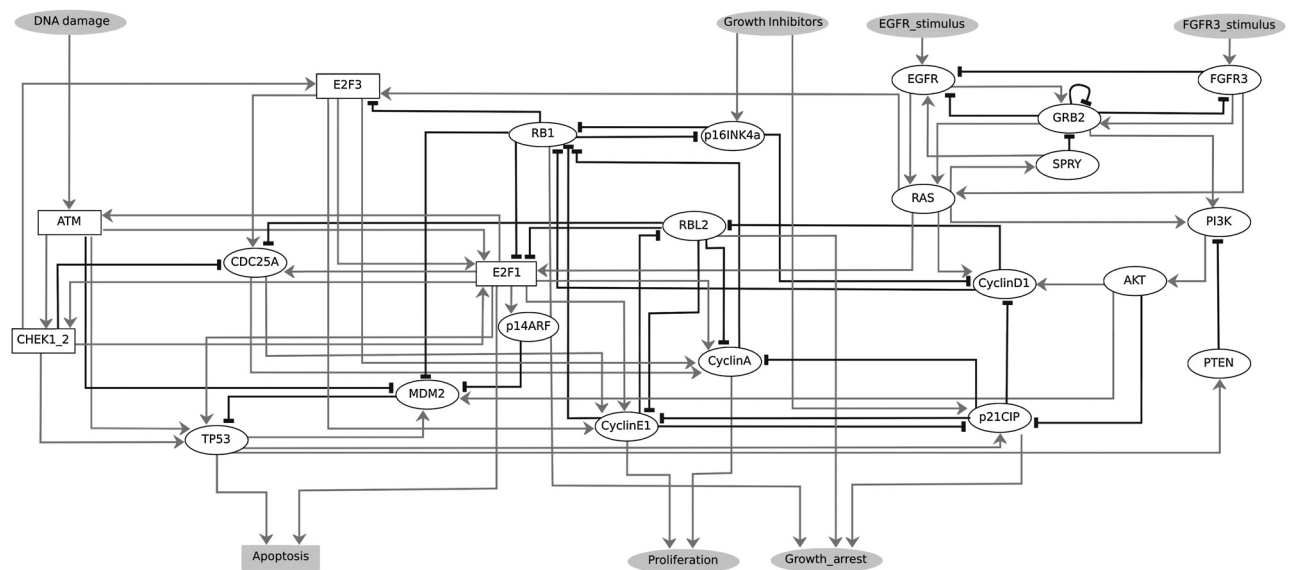 DNA damage
Growth Inhibitors
EGFR_stimulus
FGFR3_stimulus
E2F3
EGFR
FGFR3
GRB2
RB1
p16INK4a
SPRY
RAS
ATM
RBL2
PI3K
CDC25A
E2F1
CyclinD1
AKT
p14ARF
CHEK1_2
CyclinA
PTEN
MDM2
p21CIP
CyclinE1
TP53
Apoptosis
Proliferation
Growth_arrest